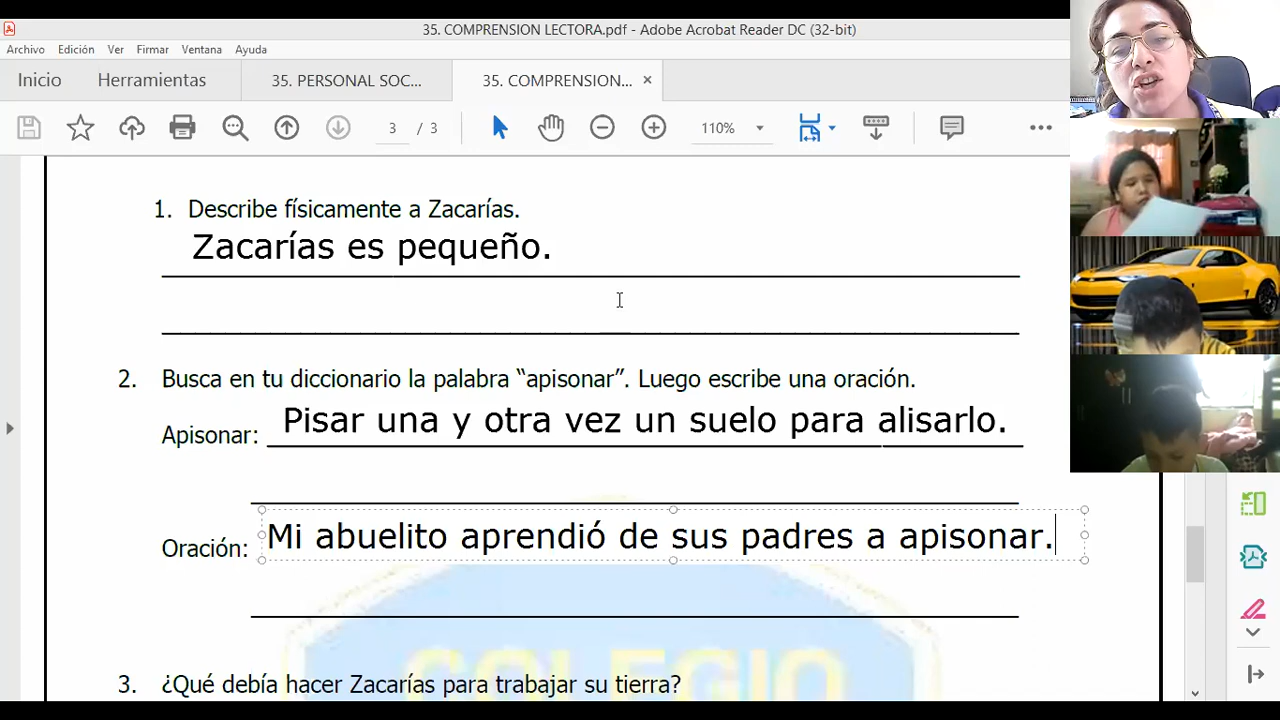 35. COMPRENSION LECTORA.pdf - Adobe Acrobat Reader DC (32-bit)
Archivo Edición Ver Firmar Ventana Ayuda
Inicio Herramientas 35. PERSONAL SOC... 35. COMPRENSION... ×
3 / 3 110%
1. Describe físicamente a Zacarías.
Zacarías es pequeño.
2. Busca en tu diccionario la palabra “apisonar”. Luego escribe una oración.
Apisonar: Pisar una y otra vez un suelo para alisarlo.
Oración: Mi abuelito aprendió de sus padres a apisonar.
COLEGIO
3. ¿Qué debía hacer Zacarías para trabajar su tierra?